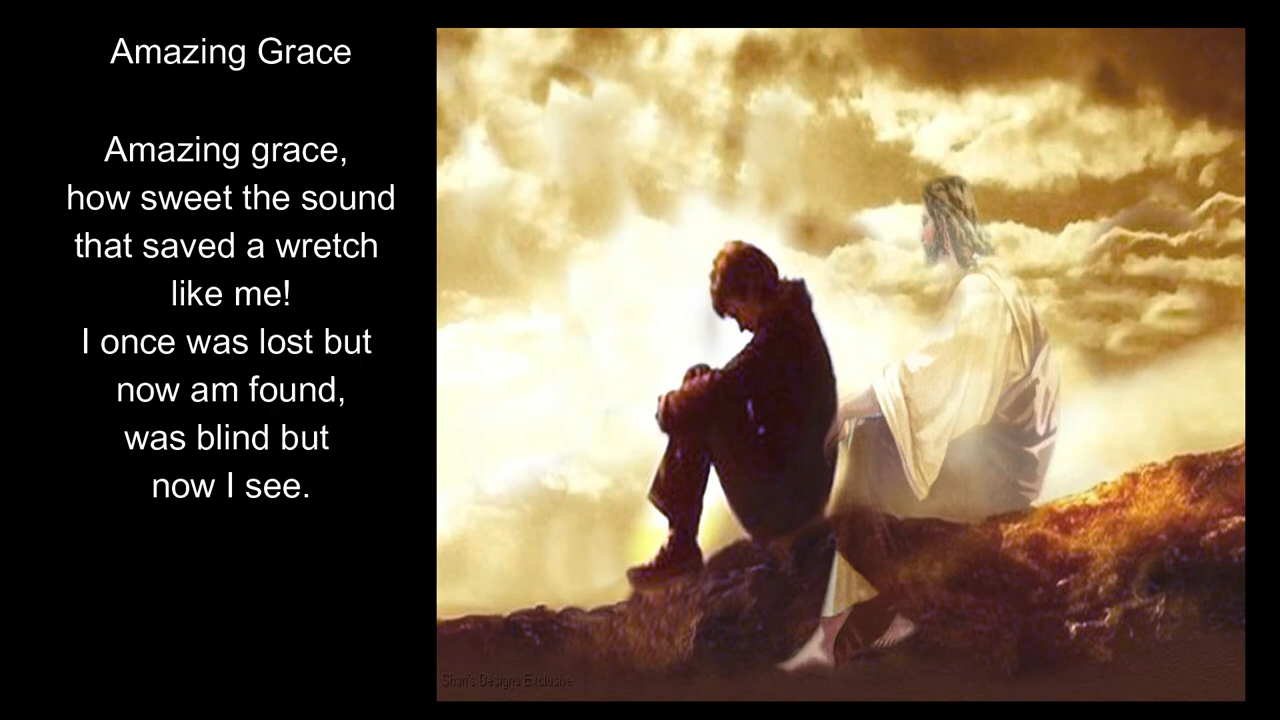 Amazing Grace
Amazing grace,
how sweet the sound
that saved a wretch
like me!
I once was lost but
now am found,
was blind but
now I see.
Shari's Designs Exclusive